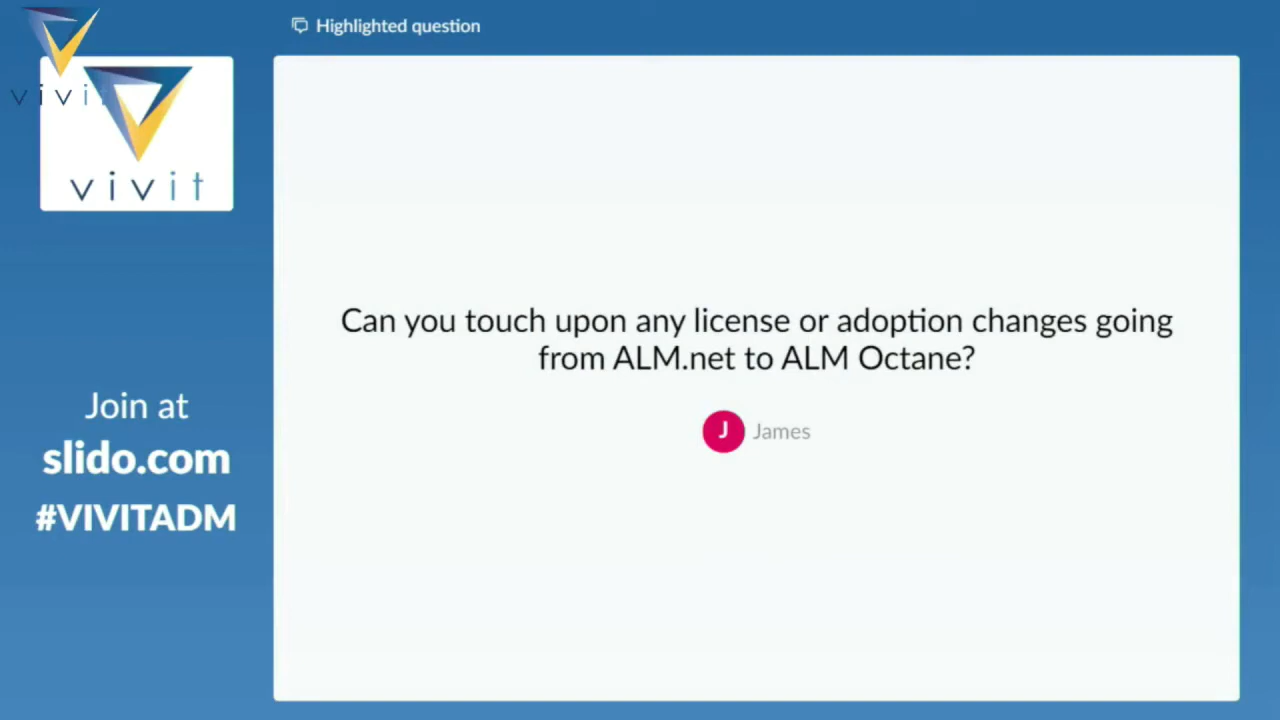 Highlighted question
vivi
vivit
Can you touch upon any license or adoption changes going
from ALM.net to ALM Octane?
J James
Join at
slido.com
#VIVITADM